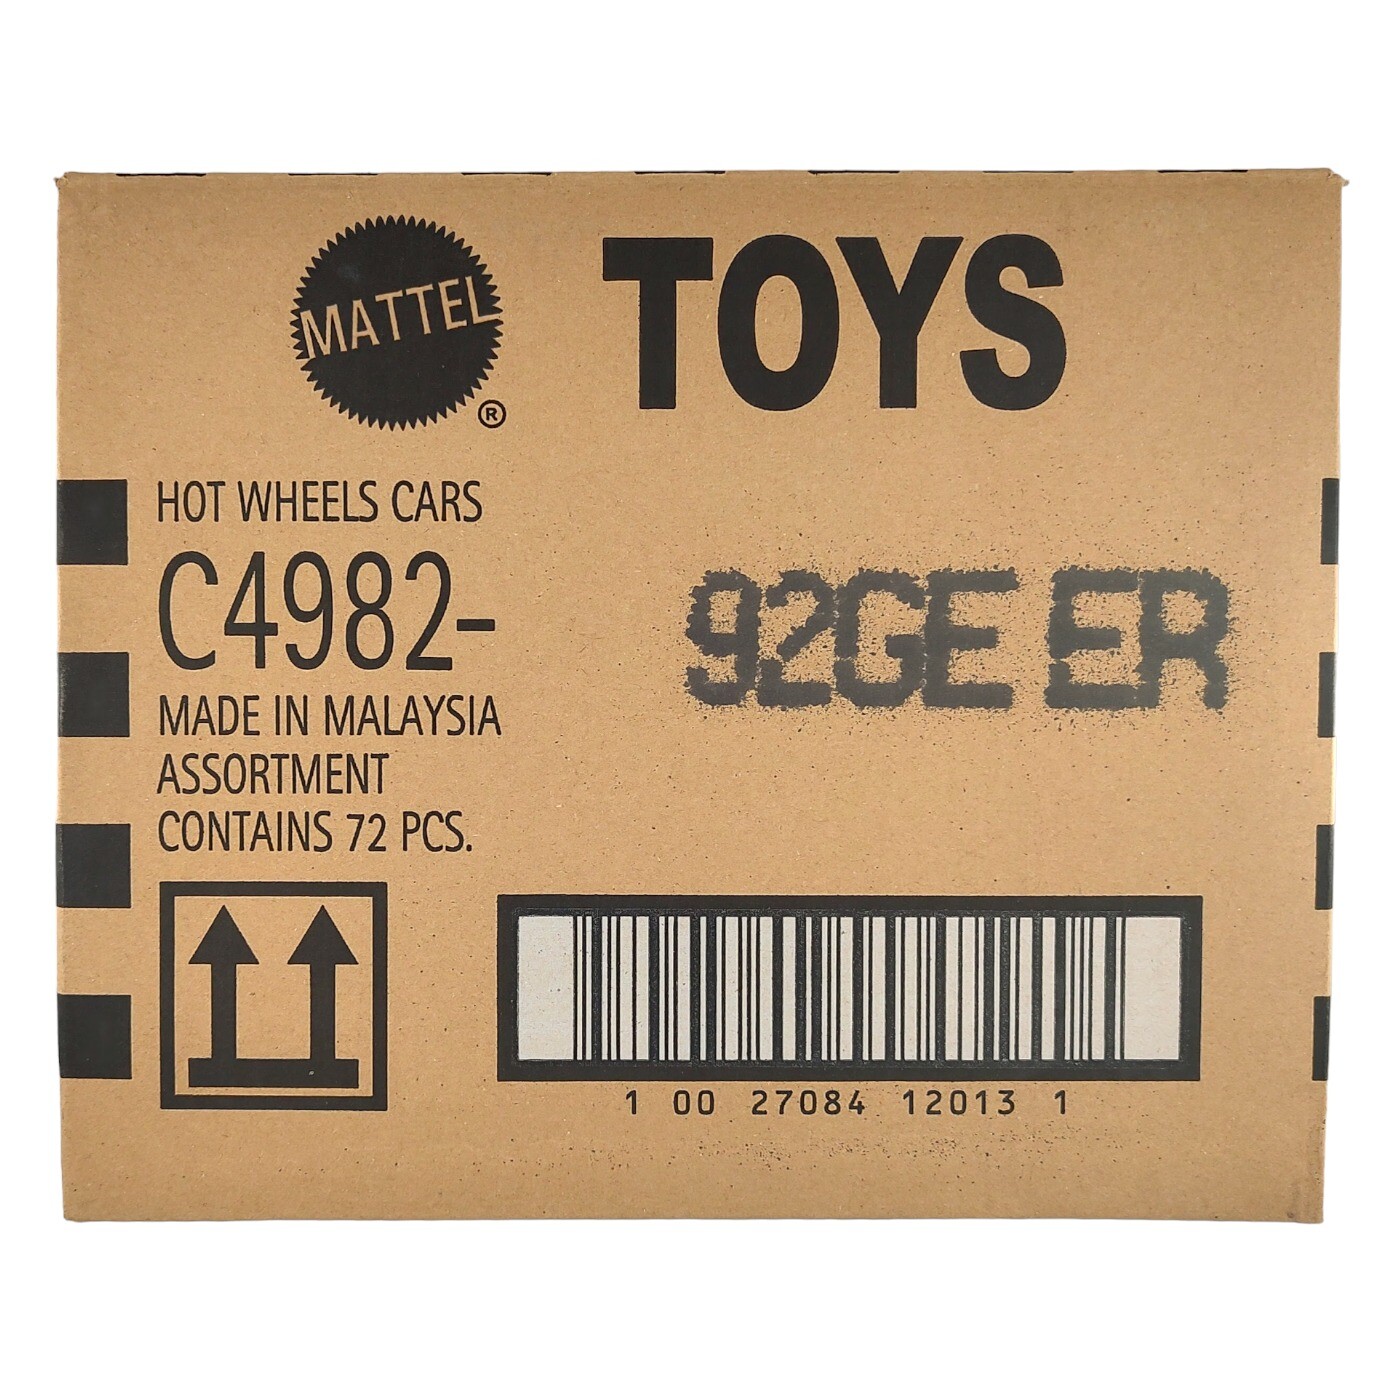 MATTEL
®
TOYS
HOT WHEELS CARS
C4982-
92GE ER
MADE IN MALAYSIA
ASSORTMENT
CONTAINS 72 PCS.
1 00 27084 12013 1